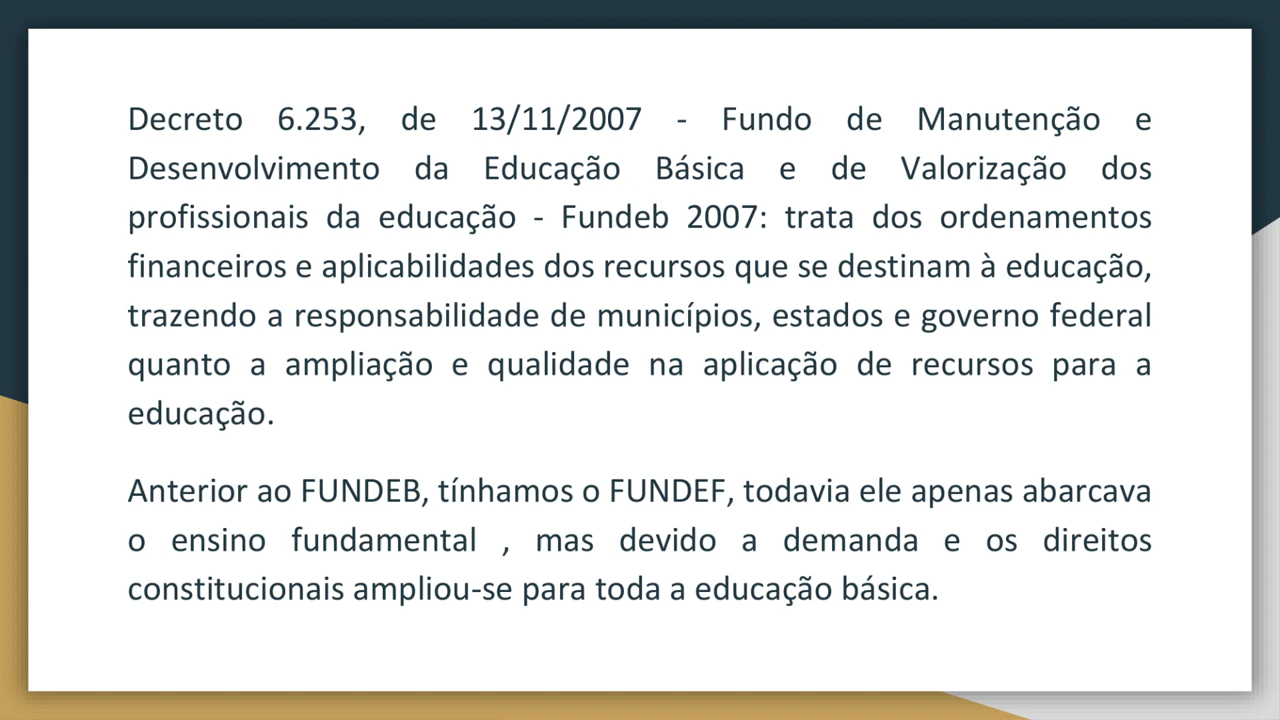 Decreto 6.253, de 13/11/2007 - Fundo de Manutenção e
Desenvolvimento da Educação Básica e de Valorização dos
profissionais da educação - Fundeb 2007: trata dos ordenamentos
financeiros e aplicabilidades dos recursos que se destinam à educação,
trazendo a responsabilidade de municípios, estados e governo federal
quanto a ampliação e qualidade na aplicação de recursos para a
educação.
Anterior ao FUNDEB, tínhamos o FUNDEF, todavia ele apenas abarcava
o ensino fundamental , mas devido a demanda e os direitos
constitucionais ampliou-se para toda a educação básica.